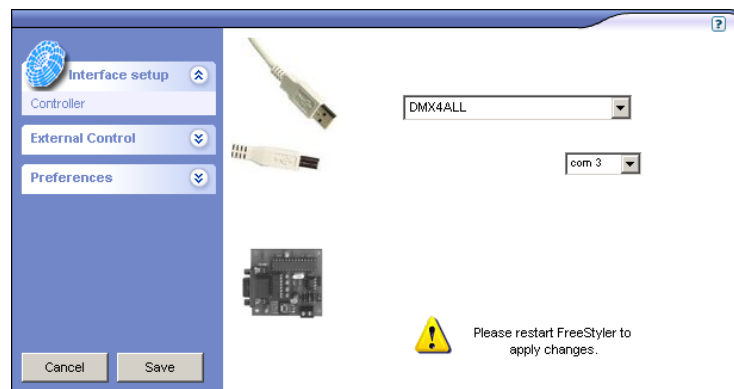 ?
Interface setup
Controller
External Control
Preferences
DMX4ALL
com 3
Please restart FreeStyler to
apply changes.
Cancel
Save